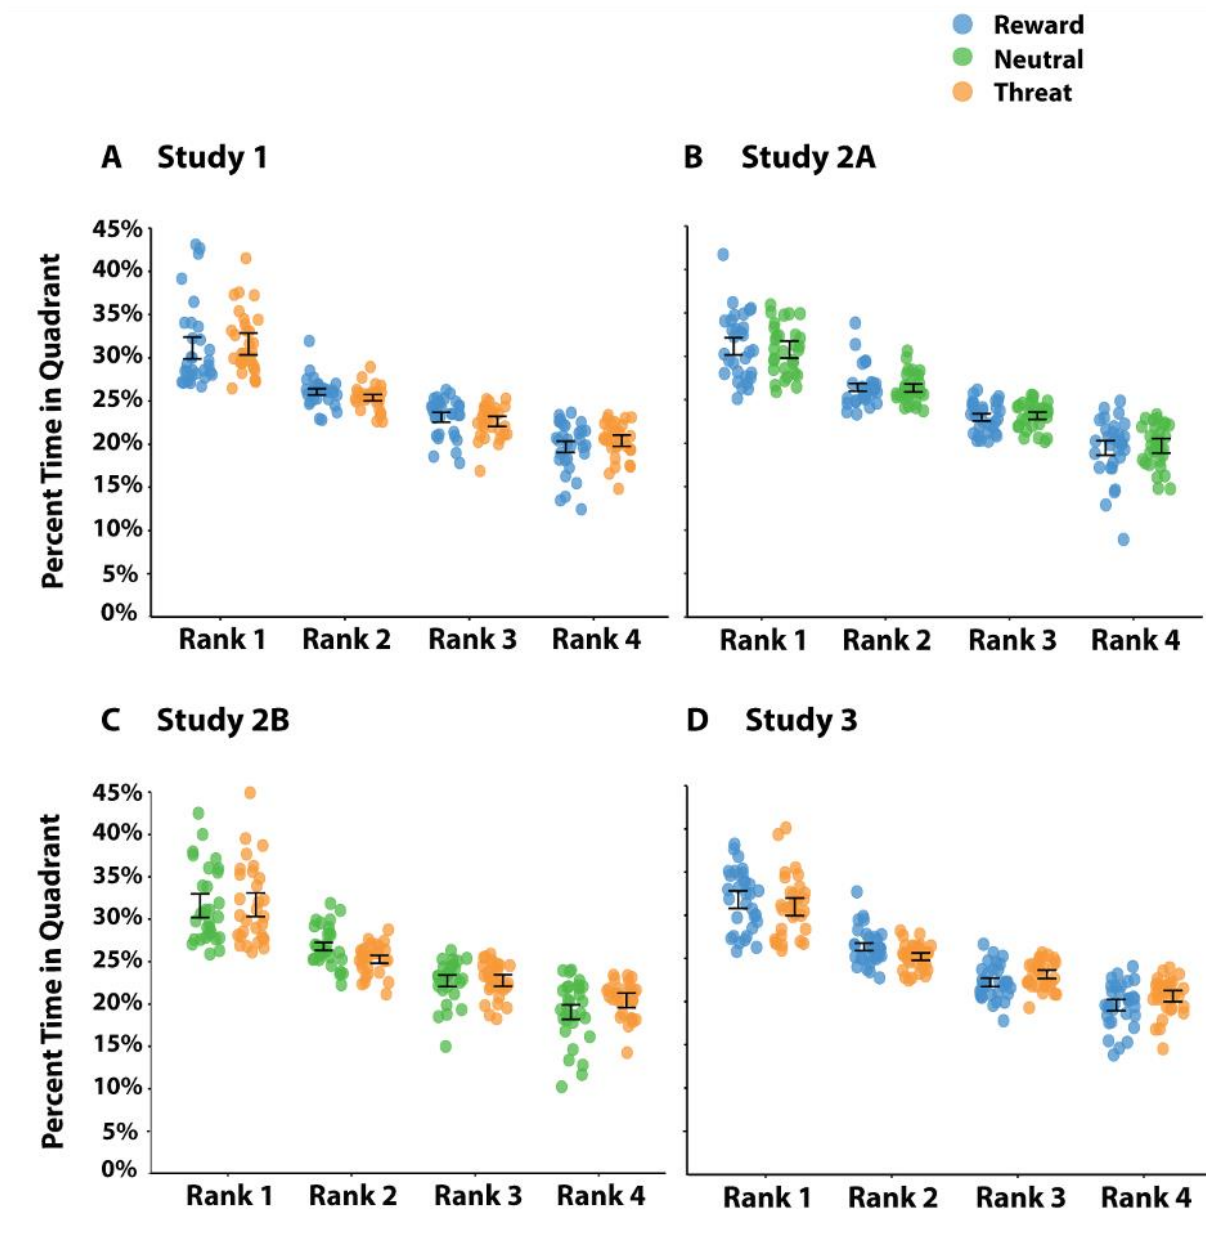 Reward
Neutral
Threat
A Study 1
B Study 2A
Percent Time in Quadrant
45%
40%
35%
30%
25%
20%
15%
10%
5%
0%
Rank 1 Rank 2 Rank 3 Rank 4
Rank 1 Rank 2 Rank 3 Rank 4
C Study 2B
D Study 3
Percent Time in Quadrant
45%
40%
35%
30%
25%
20%
15%
10%
5%
0%
Rank 1 Rank 2 Rank 3 Rank 4
Rank 1 Rank 2 Rank 3 Rank 4